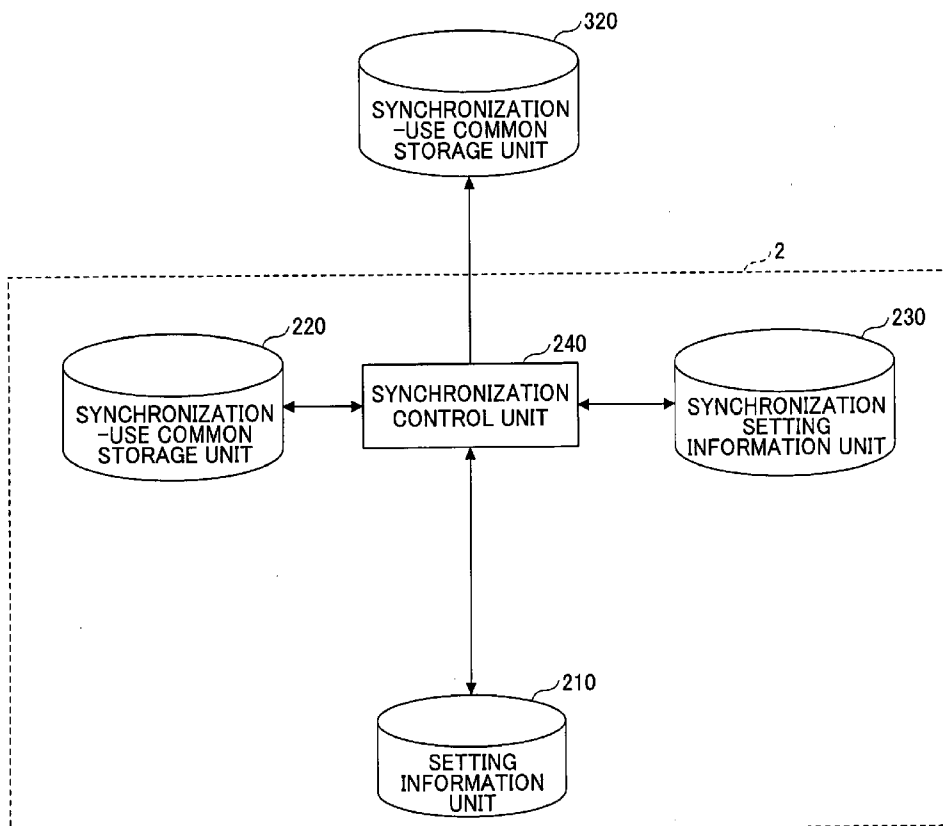 320
SYNCHRONIZATION
-USE COMMON
STORAGE UNIT
2
220
SYNCHRONIZATION
-USE COMMON
STORAGE UNIT
240
SYNCHRONIZATION
CONTROL UNIT
230
SYNCHRONIZATION
SETTING
INFORMATION UNIT
210
SETTING
INFORMATION
UNIT